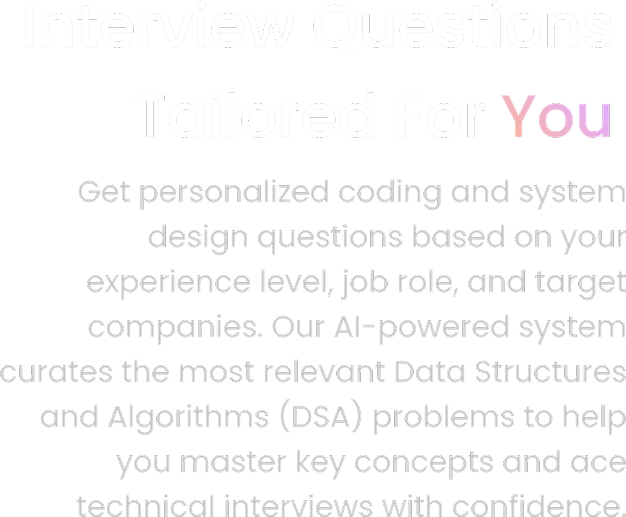 Interview Questions
Tailored For You
Get personalized coding and system
design questions based on your
experience level, job role, and target
companies. Our AI-powered system
curates the most relevant Data Structures
and Algorithms (DSA) problems to help
you master key concepts and ace
technical interviews with confidence.